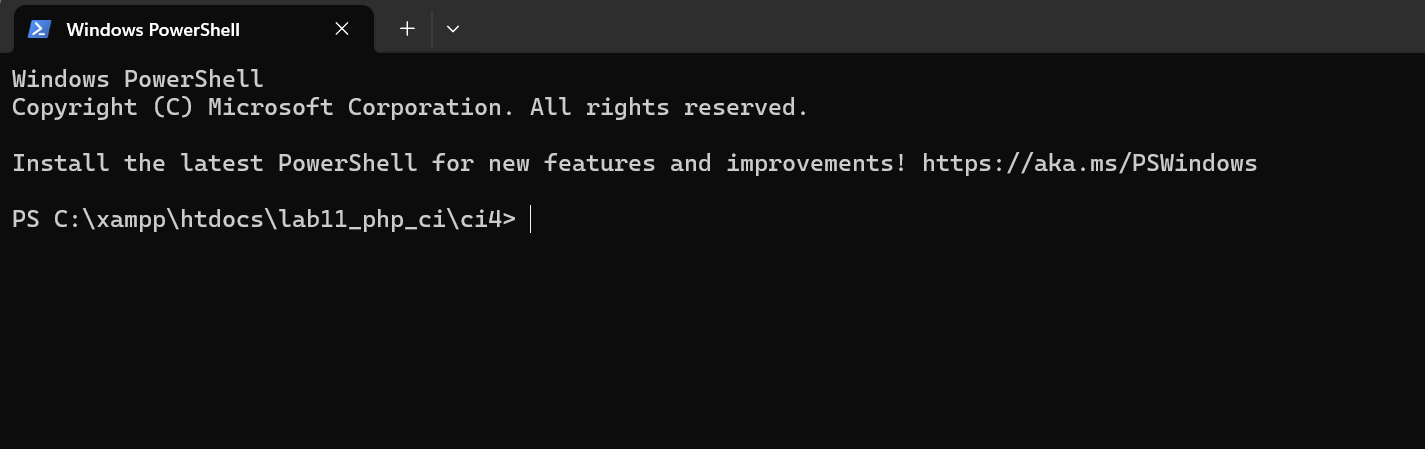 Windows PowerShell
Windows PowerShell
Copyright (C) Microsoft Corporation. All rights reserved.
Install the latest PowerShell for new features and improvements! https://aka.ms/PSWindows
PS C:\xampp\htdocs\lab11_php_ci\ci4>